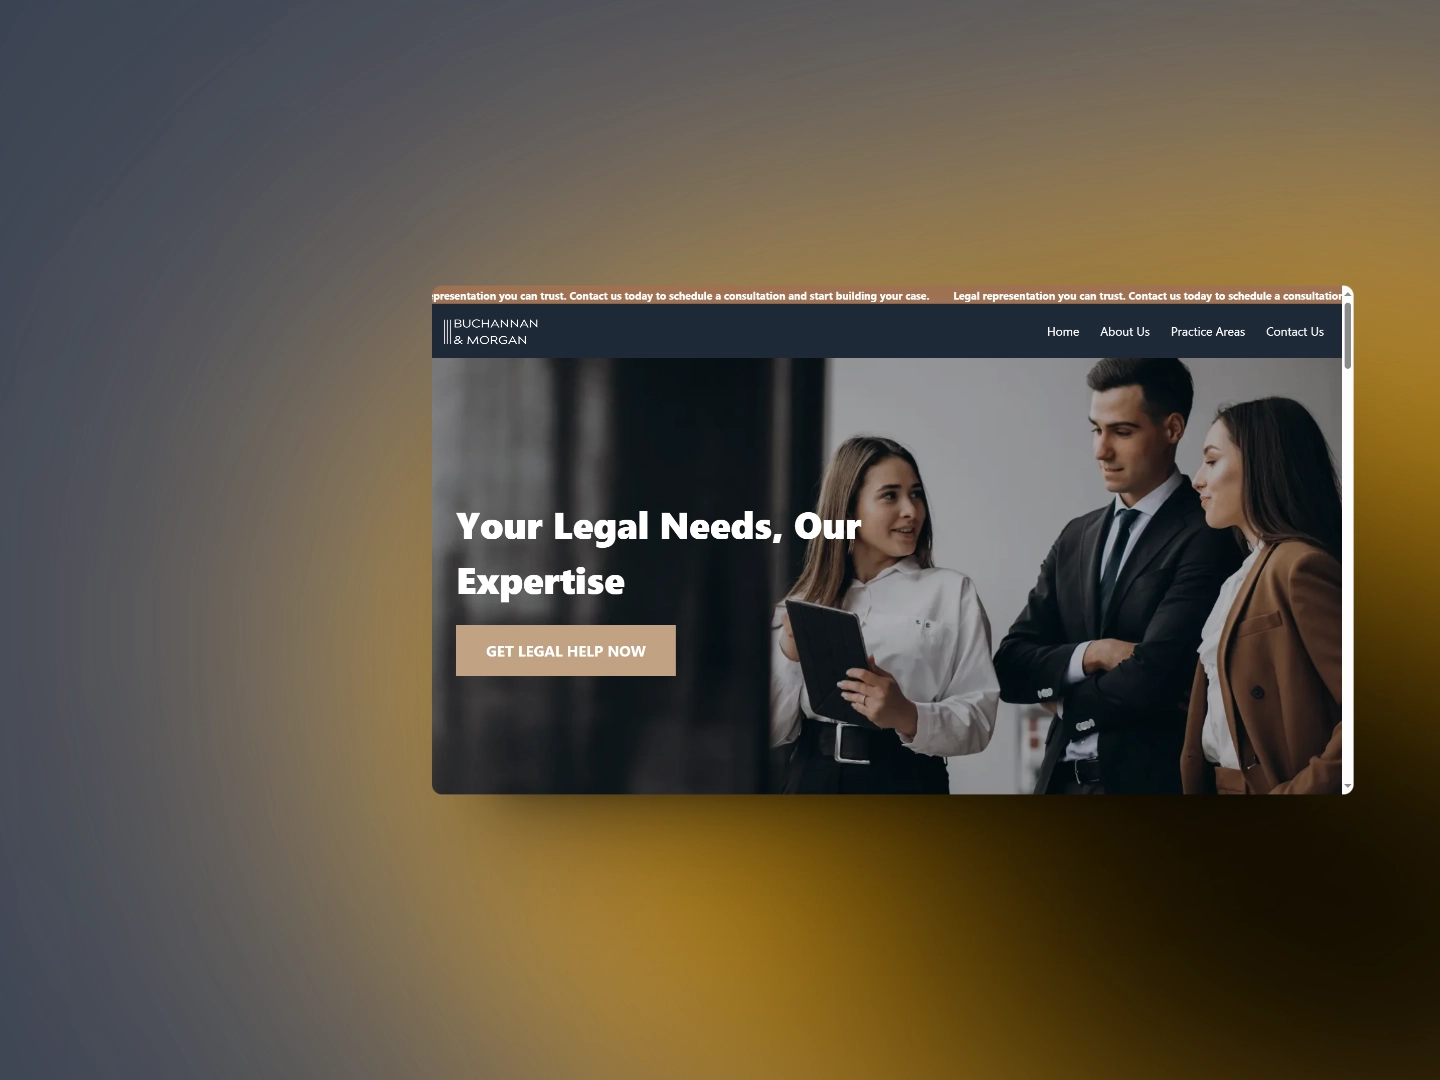 presentation you can trust. Contact us today to schedule a consultation and start building your case. Legal representation you can trust. Contact us today to schedule a consultation
BUCHANNAN
& MORGAN
Home About Us Practice Areas Contact Us
Your Legal Needs, Our
Expertise
GET LEGAL HELP NOW